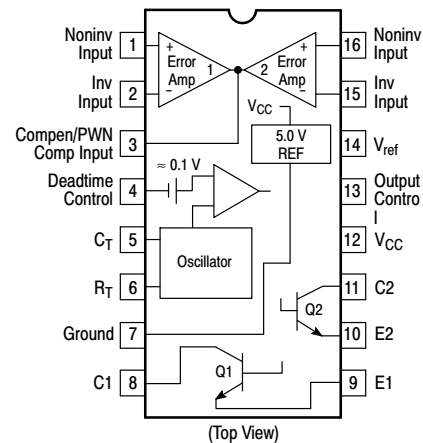 Noninv
Input
1
+
Error
Amp
1
2
Error
Amp
+
16
Noninv
Input
Inv
Input
2
–
–
15
Inv
Input
Compen/PWN
Comp Input
3
VCC
5.0 V
REF
14
Vref
Deadtime
Control
4
≈ 0.1 V
13
Output
Contro
l
CT
5
Oscillator
12
VCC
RT
6
11
C2
Q2
Ground
7
10
E2
C1
8
Q1
9
E1
(Top View)